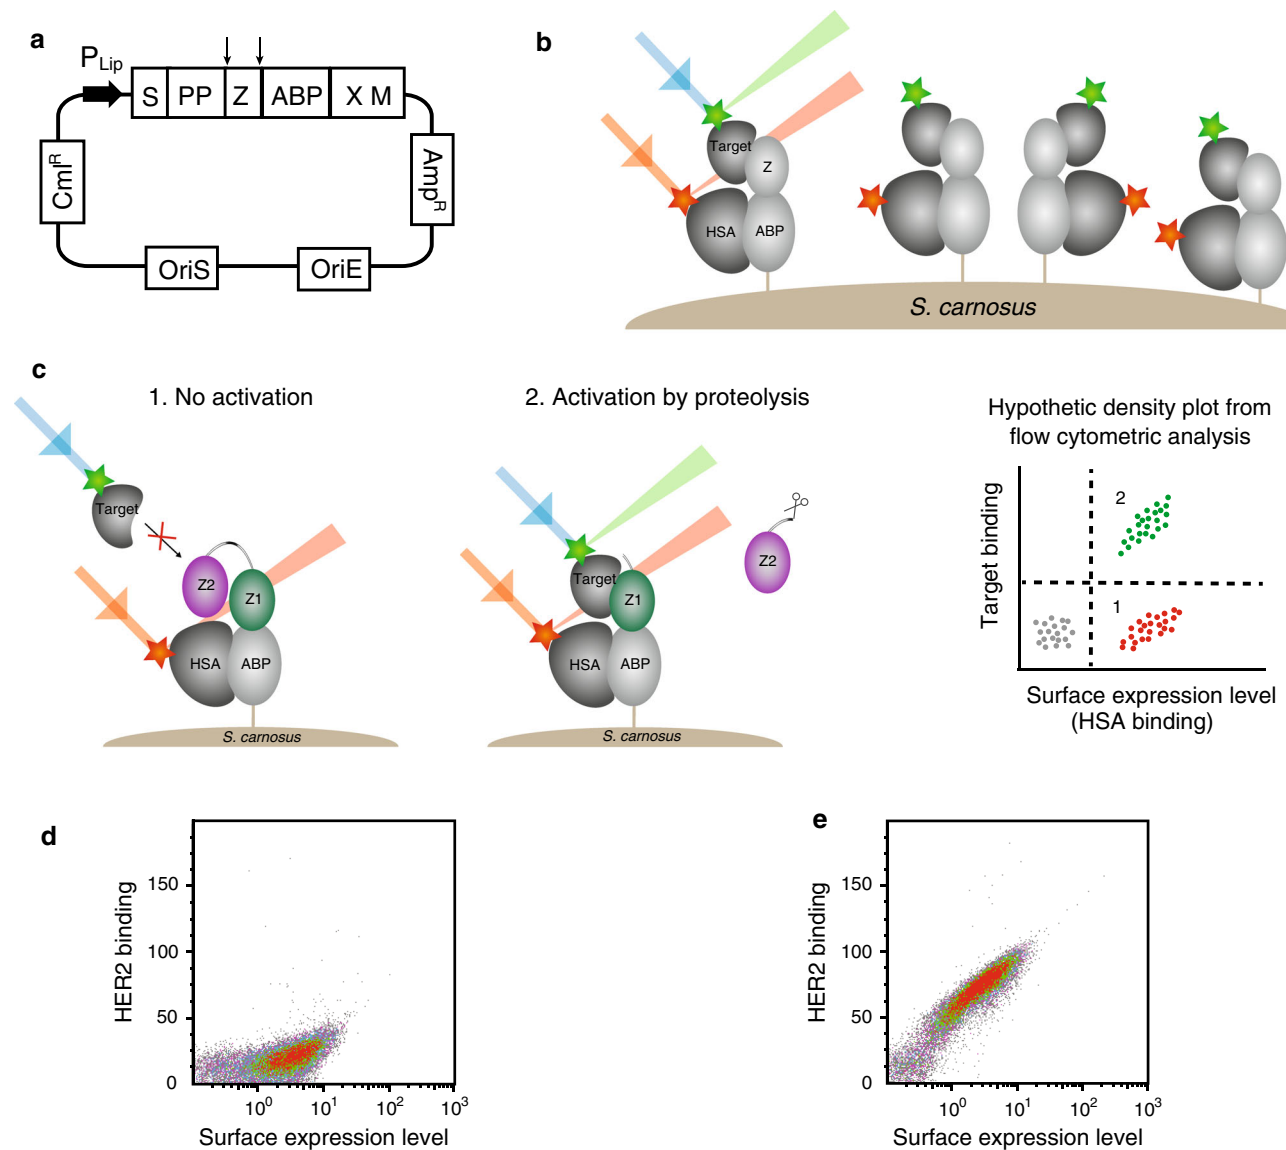 a
P_Lip
S PP Z ABP X M
Cml^R
Amp^R
OriS
OriE
b
Target
Z
HSA
ABP
S. carnosus
c
1. No activation
Target
Z2
Z1
HSA
ABP
S. carnosus
2. Activation by proteolysis
Target
Z1
Z2
HSA
ABP
S. carnosus
Hypothetic density plot from
flow cytometric analysis
Target binding
2
1
Surface expression level
(HSA binding)
d
HER2 binding
150
100
50
0
10^0 10^1 10^2 10^3
Surface expression level
e
HER2 binding
150
100
50
0
10^0 10^1 10^2 10^3
Surface expression level